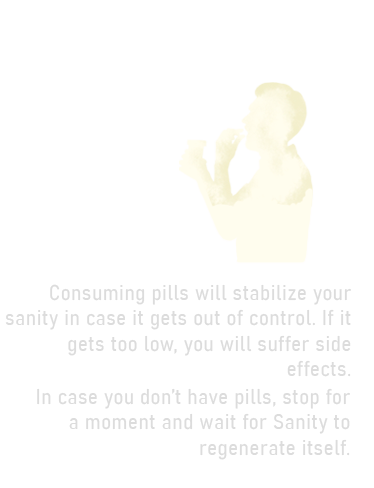 Consuming pills will stabilize your
sanity in case it gets out of control. If it
gets too low, you will suffer side
effects.
In case you don't have pills, stop for
a moment and wait for Sanity to
regenerate itself.